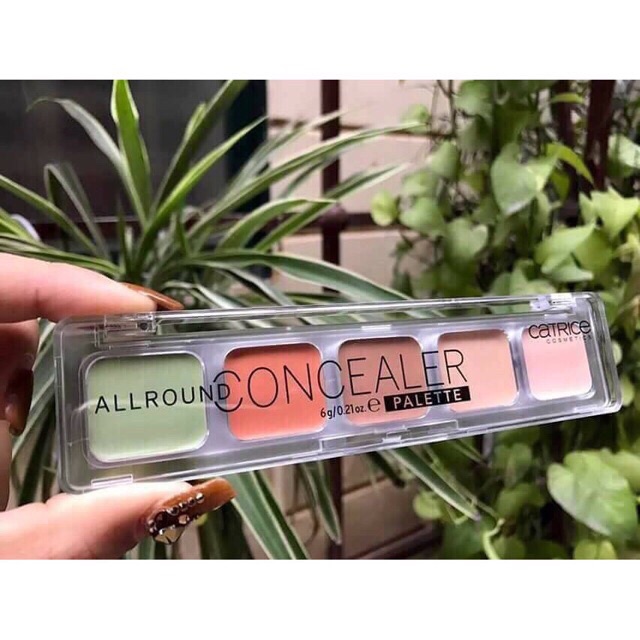 ALLROUND CONCEALER
6g/0.21oz.℮ PALETTE
CATRICE
COSMETICS